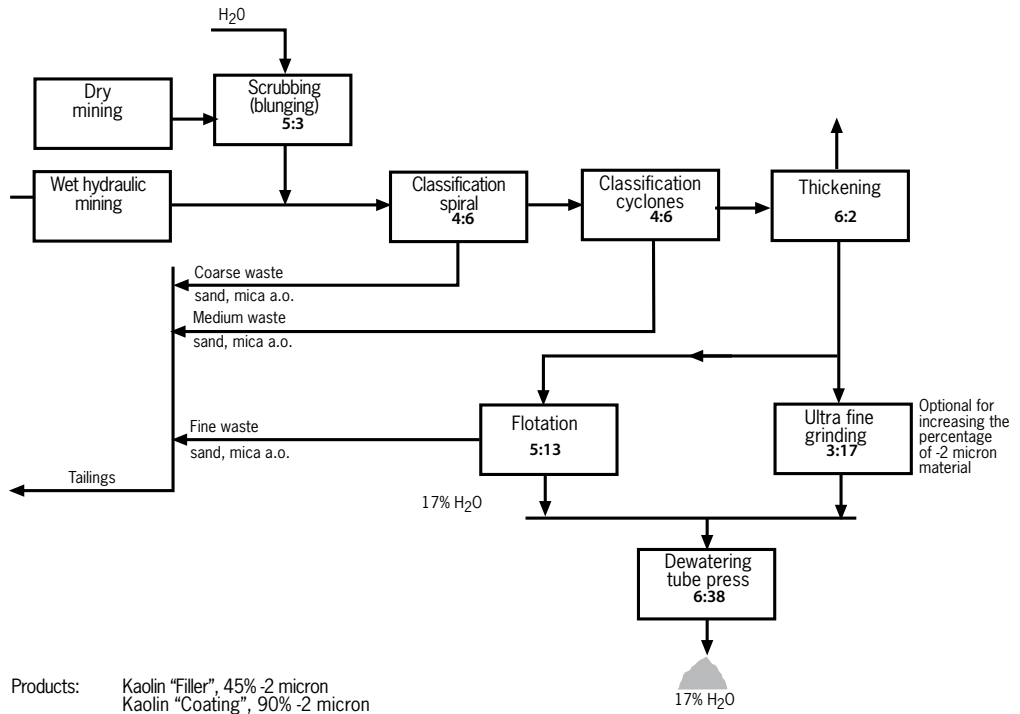 H2O
Dry
mining
Scrubbing
(blunging)
5:3
Wet hydraulic
mining
Classification
spiral
4:6
Classification
cyclones
4:6
Thickening
6:2
Coarse waste
sand, mica a.o.
Medium waste
sand, mica a.o.
Fine waste
sand, mica a.o.
Tailings
Flotation
5:13
Ultra fine
grinding
3:17
Optional for
increasing the
percentage
of -2 micron
material
17% H2O
Dewatering
tube press
6:38
17% H2O
Products: Kaolin “Filler”, 45% -2 micron
Kaolin “Coating”, 90% -2 micron